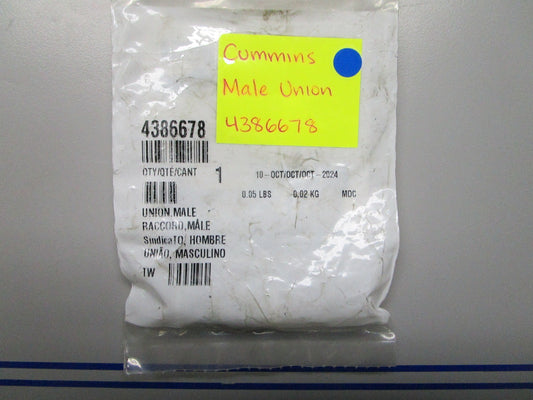 Cummins
Male Union
4386678
4386678
QTY/QTE/CANT 1 10-OCT/OCT/OCT-2024
0.05 LBS 0.02 KG MDC
UNION,MALE
RACCORD,MÂLE
SindicaTO, HOMBRE
UNIÃO, MASCULINO
TW